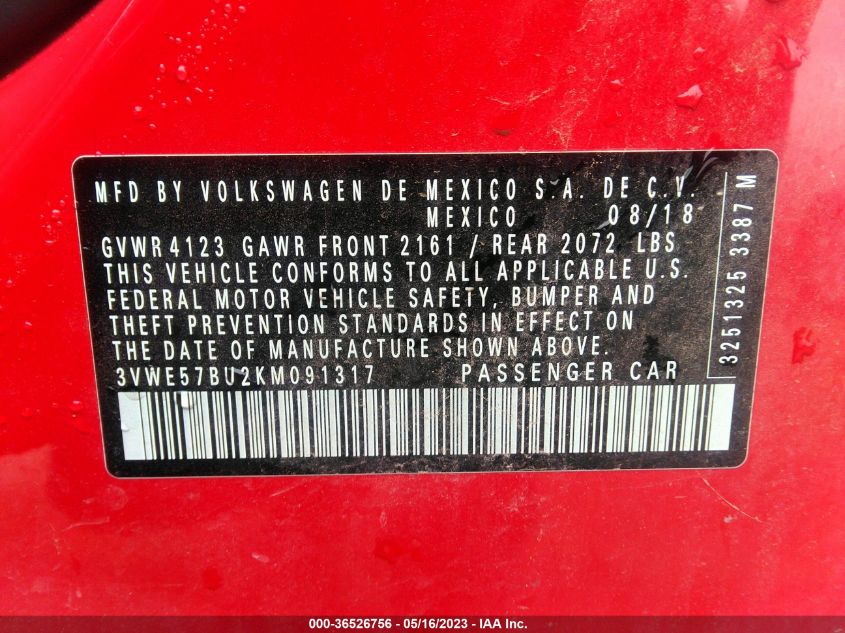 MFD BY VOLKSWAGEN DE MEXICO S.A. DE C.V.
MEXICO 08/18
GVWR 4123 GAWR FRONT 2161 / REAR 2072 LBS
THIS VEHICLE CONFORMS TO ALL APPLICABLE U.S.
FEDERAL MOTOR VEHICLE SAFETY, BUMPER AND
THEFT PREVENTION STANDARDS IN EFFECT ON
THE DATE OF MANUFACTURE SHOWN ABOVE.
3VWE57BU2KM091317 PASSENGER CAR
3251325 3387 M
000-36526756 - 05/16/2023 - IAA Inc.